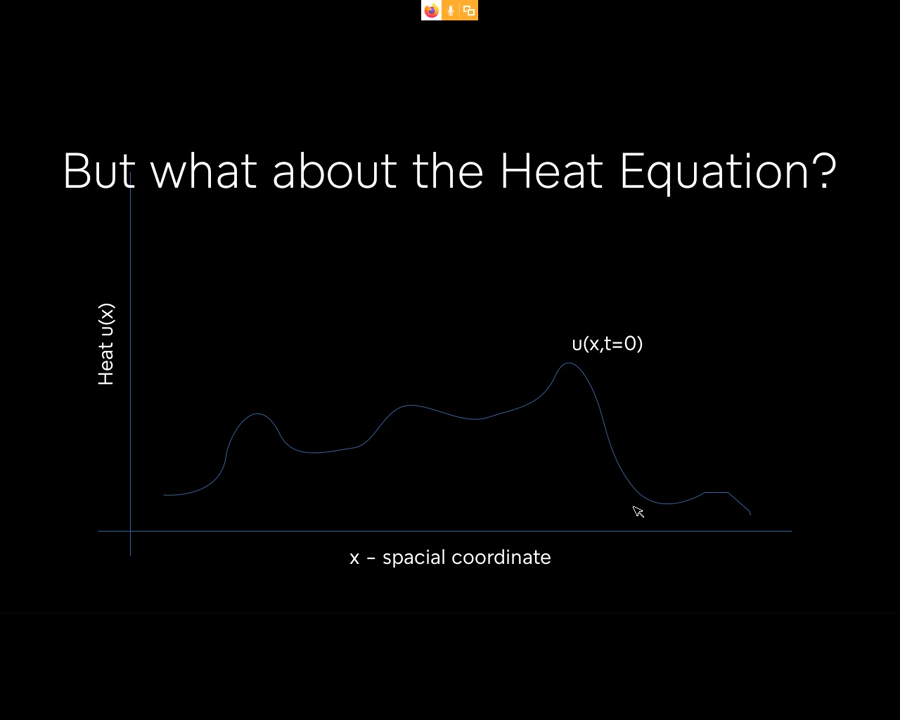 But what about the Heat Equation?
Heat u(x)
u(x,t=0)
x - spacial coordinate